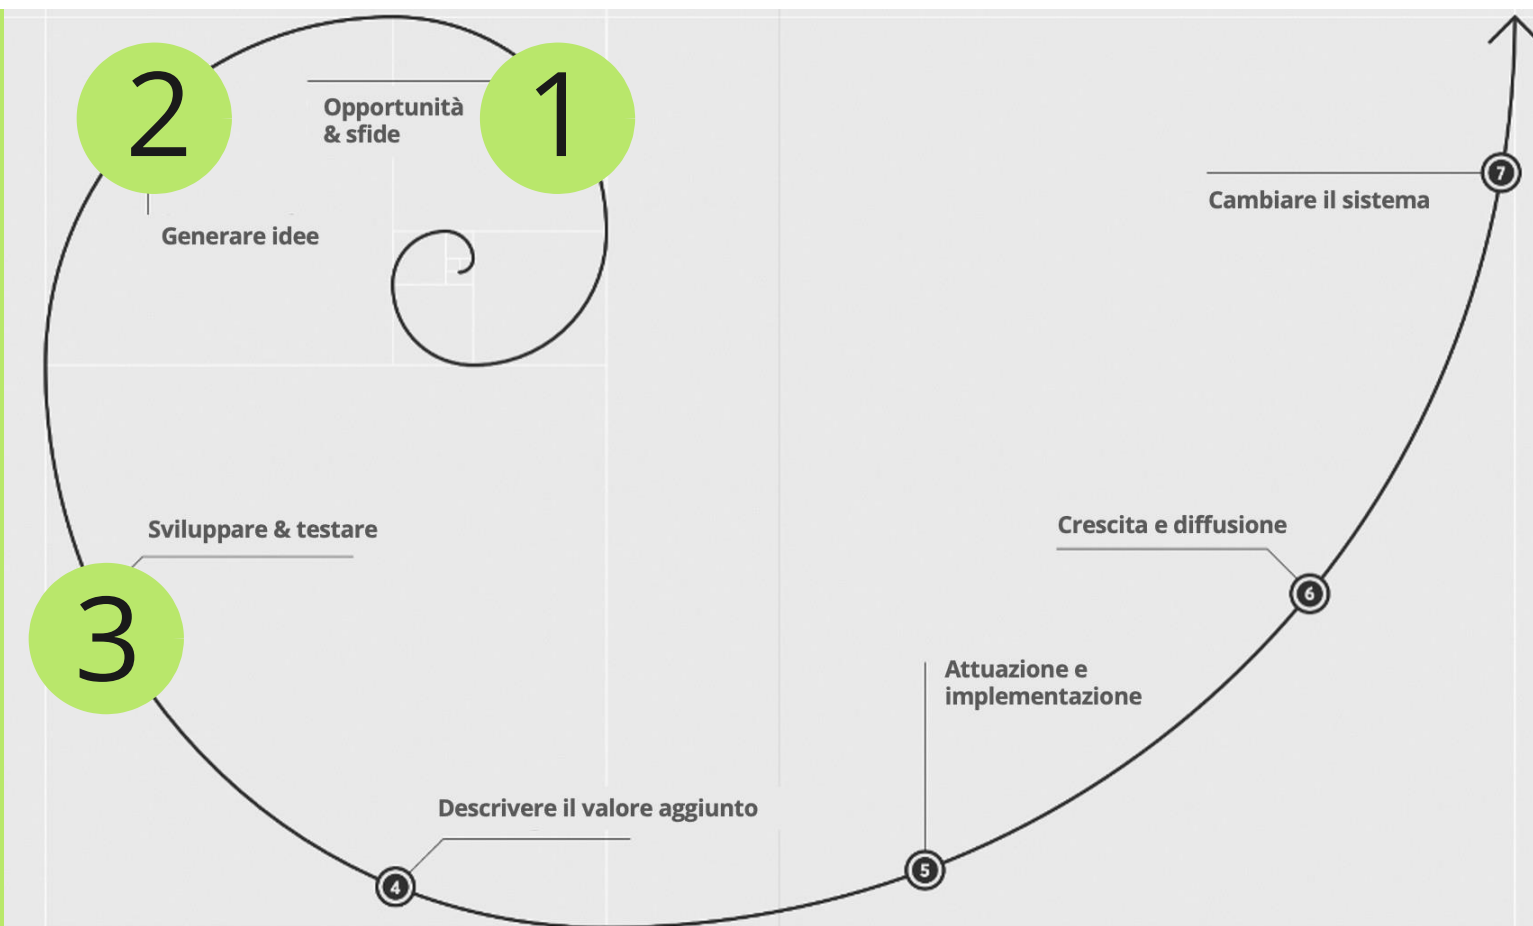 1
Opportunità
& sfide
2
Generare idee
3
Sviluppare & testare
4
Descrivere il valore aggiunto
5
Attuazione e
implementazione
6
Crescita e diffusione
7
Cambiare il sistema